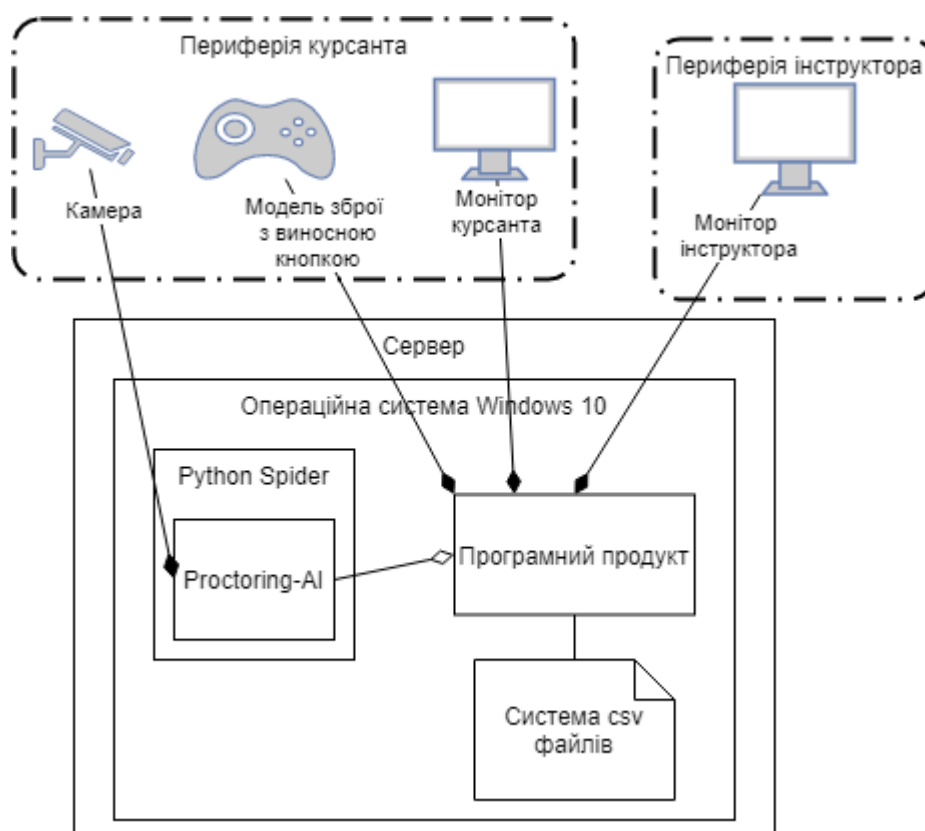 Периферія курсанта
Периферія інструктора
Камера
Модель зброї
з виносною
кнопкою
Монітор
курсанта
Монітор
інструктора
Сервер
Операційна система Windows 10
Python Spider
Proctoring-AI
Програмний продукт
Система csv
файлів